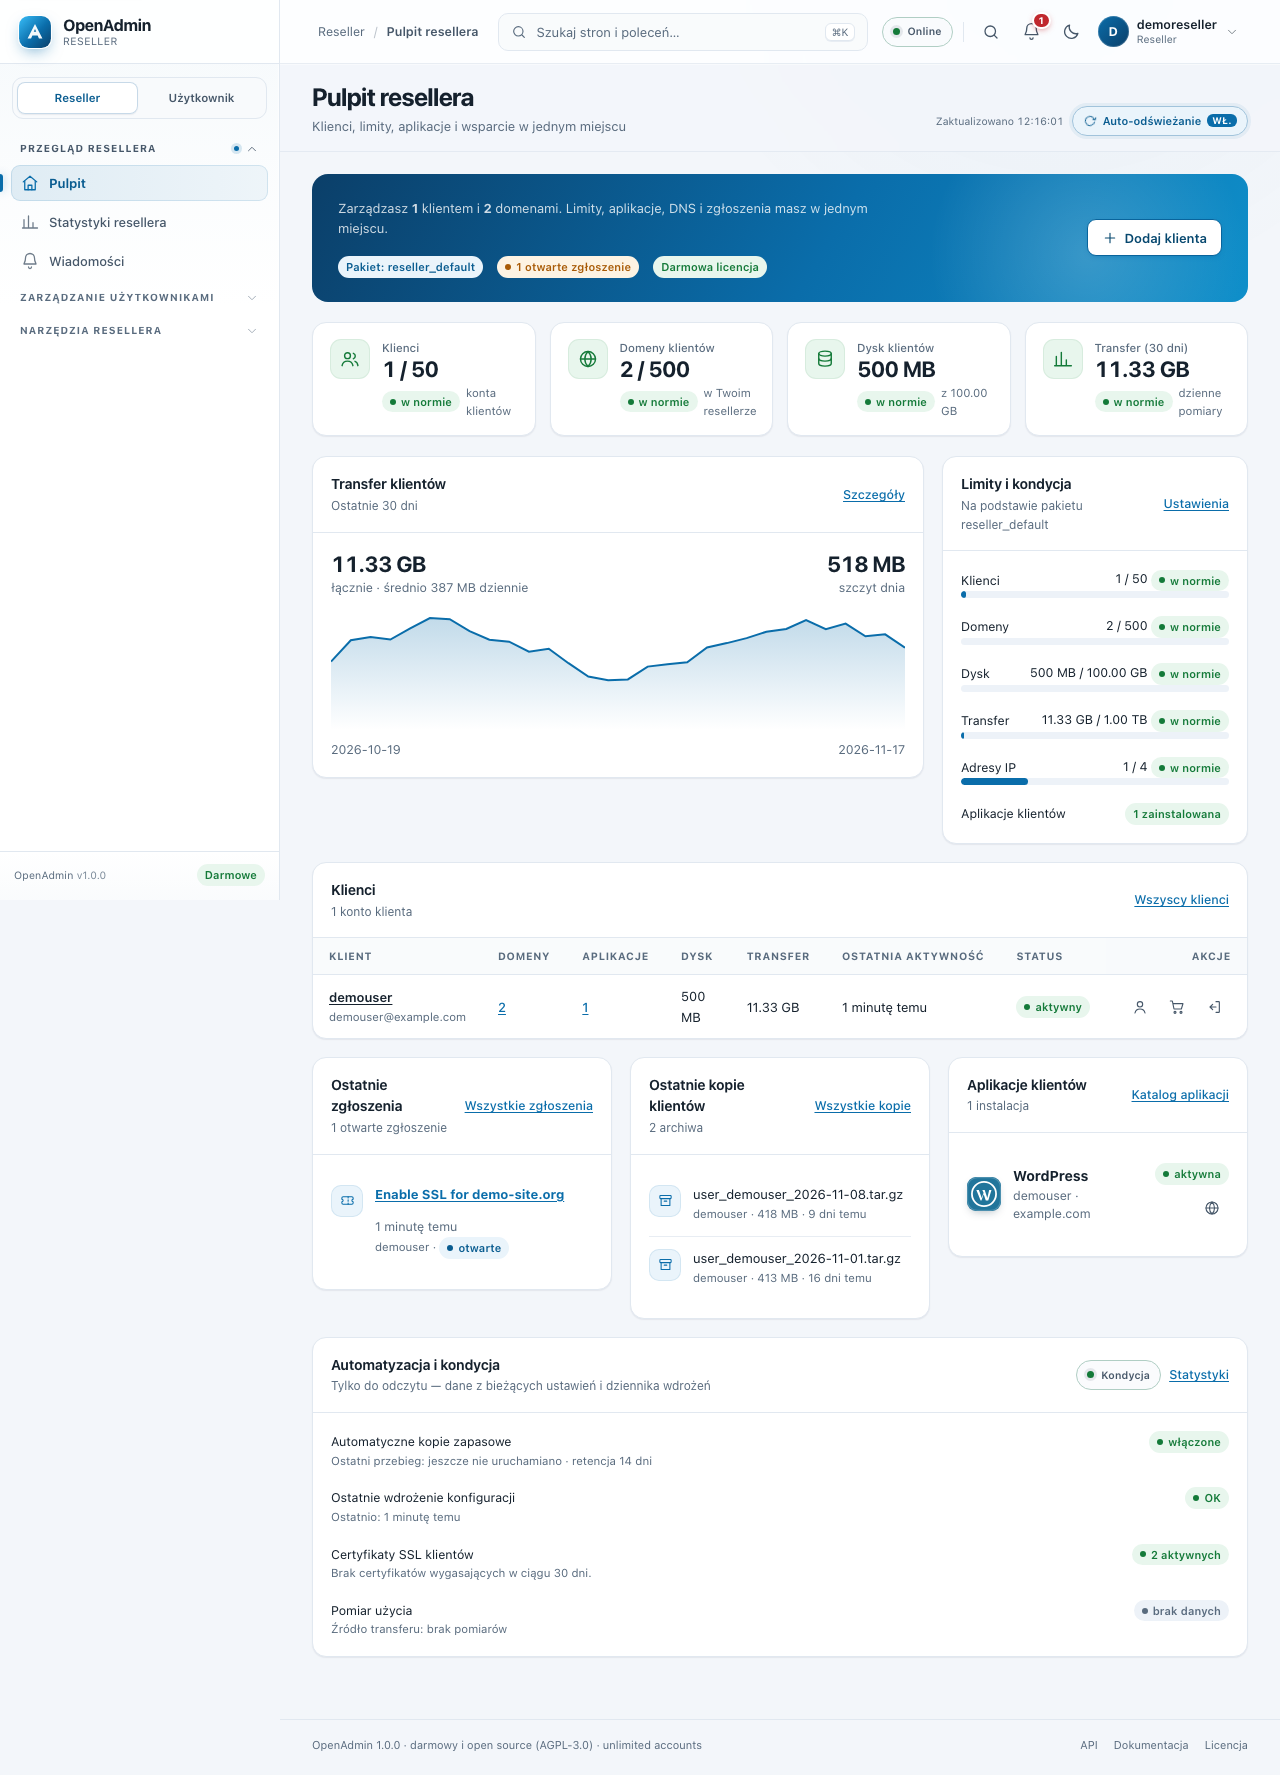 OpenAdmin
RESELLER
Reseller / Pulpit resellera
Szukaj stron i poleceń...
⌘K
Online
1
D
demoreseller
Reseller
Reseller
Użytkownik
PRZEGLĄD RESELLERA
Pulpit
Statystyki resellera
Wiadomości
ZARZĄDZANIE UŻYTKOWNIKAMI
NARZĘDZIA RESELLERA
OpenAdmin v1.0.0
Darmowe
Pulpit resellera
Klienci, limity, aplikacje i wsparcie w jednym miejscu
Zaktualizowano 12:16:01
Auto-odświeżanie WŁ.
Zarządzasz 1 klientem i 2 domenami. Limity, aplikacje, DNS i zgłoszenia masz w jednym
miejscu.
Pakiet: reseller_default
1 otwarte zgłoszenie
Darmowa licencja
Dodaj klienta
Klienci
1 / 50
w normie
konta
klientów
Domeny klientów
2 / 500
w normie
w Twoim
resellerze
Dysk klientów
500 MB
w normie
z 100.00
GB
Transfer (30 dni)
11.33 GB
w normie
dzienne
pomiary
Transfer klientów
Ostatnie 30 dni
Szczegóły
11.33 GB
łącznie · średnio 387 MB dziennie
518 MB
szczyt dnia
2026-10-19
2026-11-17
Limity i kondycja
Na podstawie pakietu
reseller_default
Ustawienia
Klienci 1 / 50 w normie
Domeny 2 / 500 w normie
Dysk 500 MB / 100.00 GB w normie
Transfer 11.33 GB / 1.00 TB w normie
Adresy IP 1 / 4 w normie
Aplikacje klientów 1 zainstalowana
Klienci
1 konto klienta
Wszyscy klienci
KLIENT DOMENY APLIKACJE DYSK TRANSFER OSTATNIA AKTYWNOŚĆ STATUS AKCJE
demouser
demouser@example.com
2
1
500
MB
11.33 GB
1 minutę temu
aktywny
Ostatnie
zgłoszenia
1 otwarte zgłoszenie
Wszystkie zgłoszenia
Enable SSL for demo-site.org
1 minutę temu
demouser · otwarte
Ostatnie kopie
klientów
2 archiwa
Wszystkie kopie
user_demouser_2026-11-08.tar.gz
demouser · 418 MB · 9 dni temu
user_demouser_2026-11-01.tar.gz
demouser · 413 MB · 16 dni temu
Aplikacje klientów
1 instalacja
Katalog aplikacji
WordPress
demouser ·
example.com
aktywna
Automatyzacja i kondycja
Tylko do odczytu — dane z bieżących ustawień i dziennika wdrożeń
Kondycja
Statystyki
Automatyczne kopie zapasowe
Ostatni przebieg: jeszcze nie uruchamiano · retencja 14 dni
włączone
Ostatnie wdrożenie konfiguracji
Ostatnio: 1 minutę temu
OK
Certyfikaty SSL klientów
Brak certyfikatów wygasających w ciągu 30 dni.
2 aktywnych
Pomiar użycia
Źródło transferu: brak pomiarów
brak danych
OpenAdmin 1.0.0 · darmowy i open source (AGPL-3.0) · unlimited accounts
API Dokumentacja Licencja